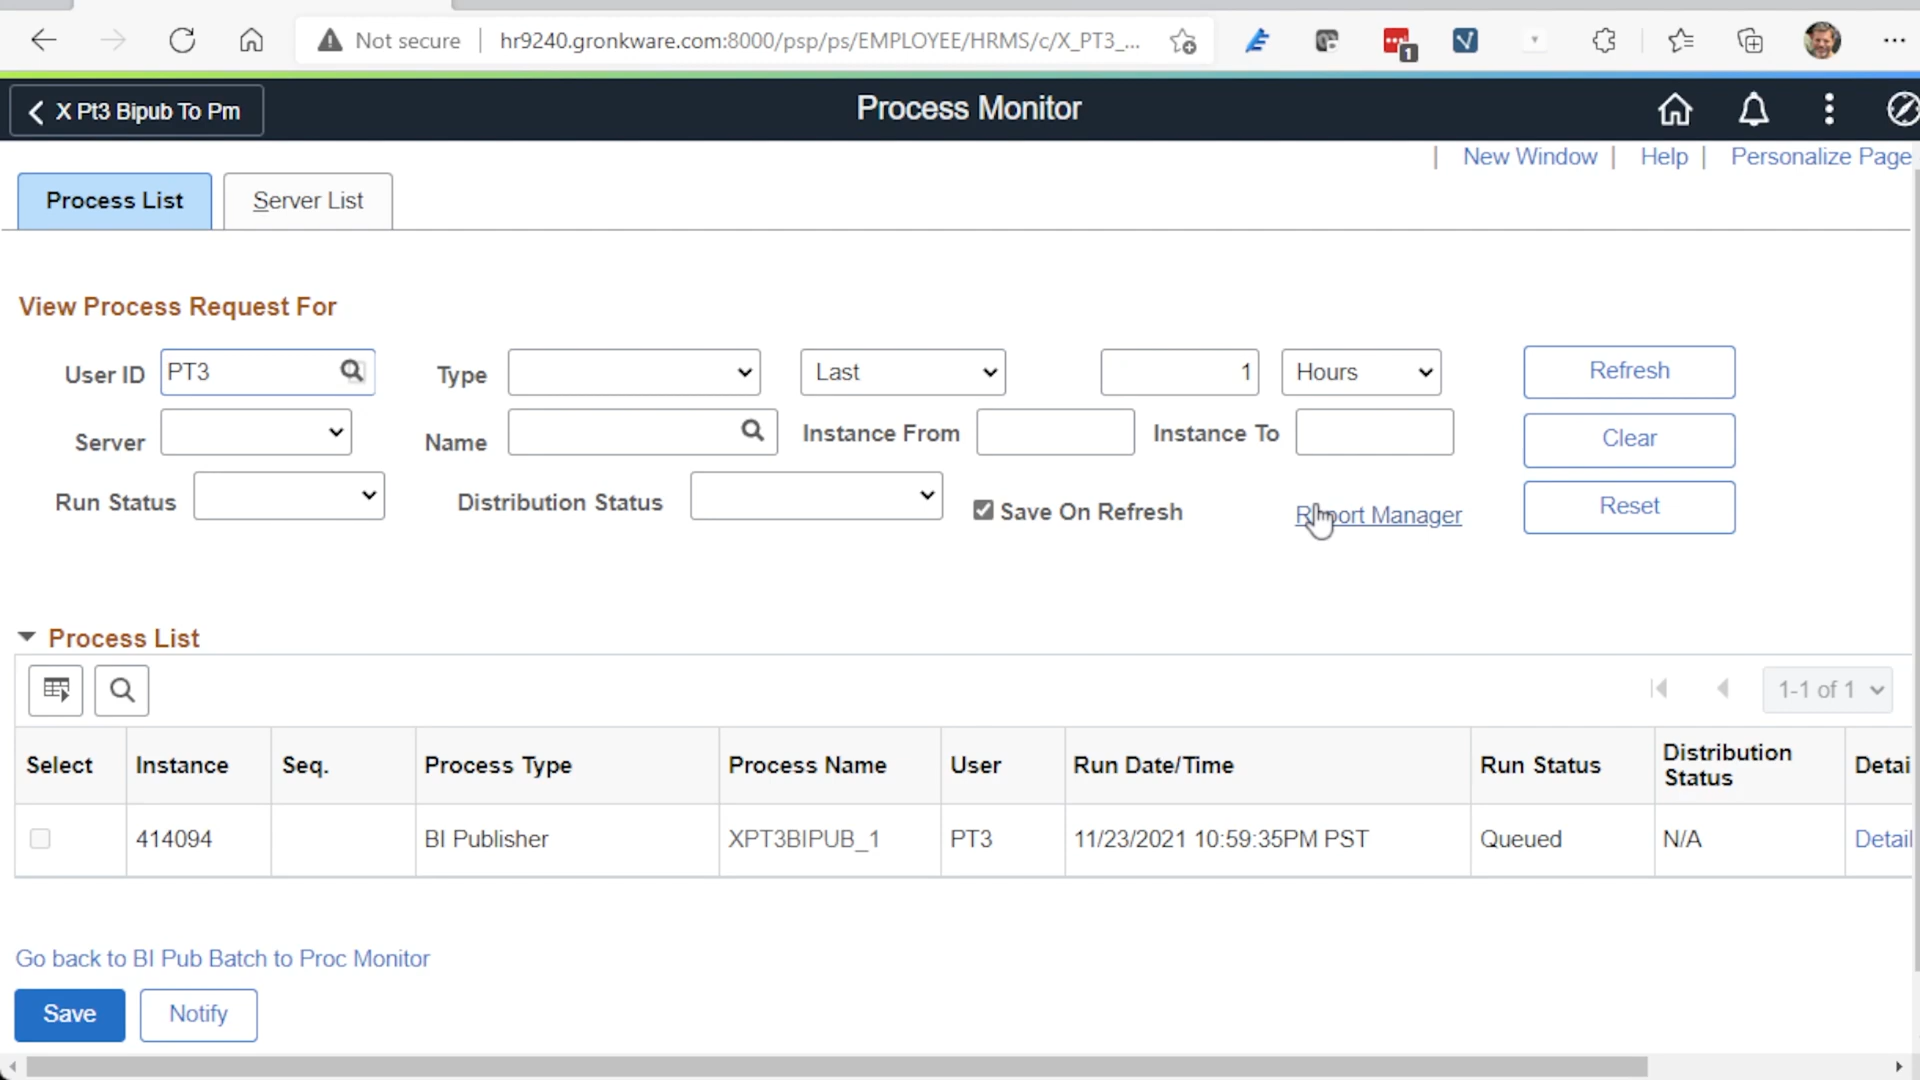 Not secure
hr9240.gronkware.com:8000/psp/ps/EMPLOYEE/HRMS/c/X_PT3_...
1
X Pt3 Bipub To Pm
Process Monitor
| New Window | Help | Personalize Page
Process List
Server List
View Process Request For
User ID PT3 Type Last 1 Hours Refresh
Server Name Instance From Instance To Clear
Run Status Distribution Status Save On Refresh Report Manager Reset
Process List
1-1 of 1
Select Instance Seq. Process Type Process Name User Run Date/Time Run Status Distribution Status Detai
414094 BI Publisher XPT3BIPUB_1 PT3 11/23/2021 10:59:35PM PST Queued N/A Detail
Go back to BI Pub Batch to Proc Monitor
Save
Notify